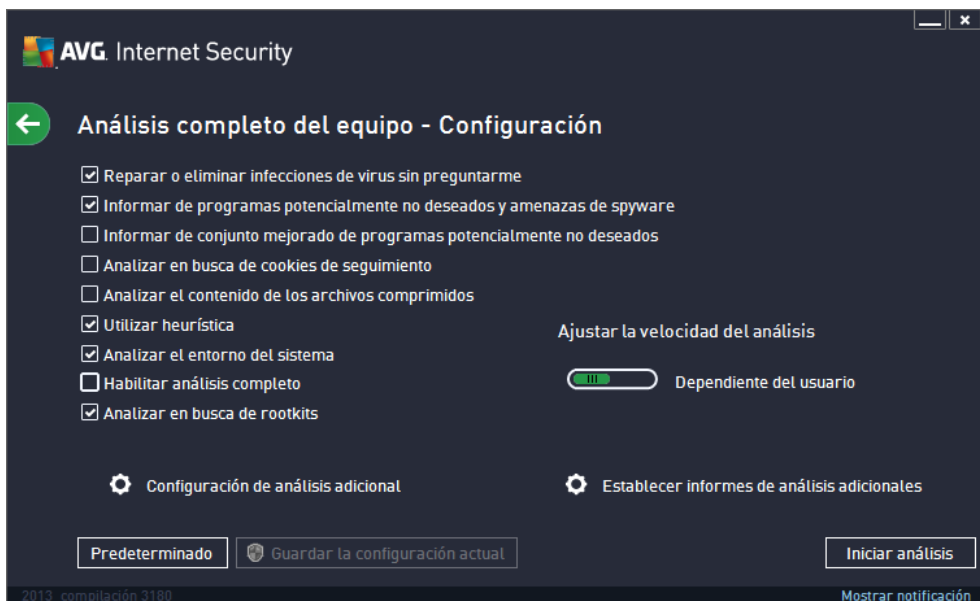 AVG. Internet Security
Análisis completo del equipo - Configuración
Reparar o eliminar infecciones de virus sin preguntarme
Informar de programas potencialmente no deseados y amenazas de spyware
Informar de conjunto mejorado de programas potencialmente no deseados
Analizar en busca de cookies de seguimiento
Analizar el contenido de los archivos comprimidos
Utilizar heurística
Analizar el entorno del sistema
Habilitar análisis completo
Analizar en busca de rootkits
Ajustar la velocidad del análisis
Dependiente del usuario
Configuración de análisis adicional
Establecer informes de análisis adicionales
Predeterminado
Guardar la configuración actual
Iniciar análisis
2013 compilación 3180
Mostrar notificación